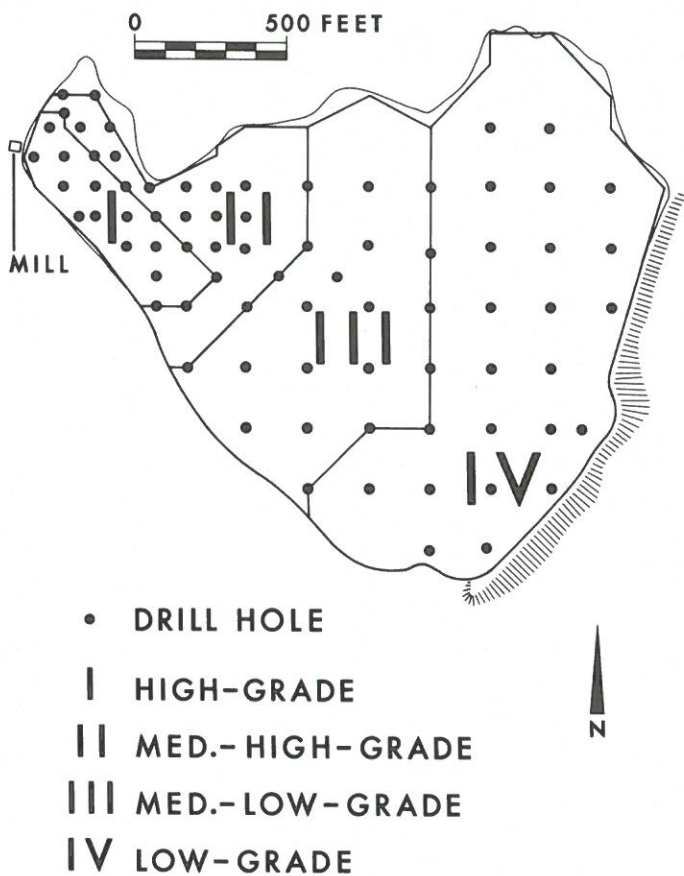 0 500 FEET
I
II
MILL
III
IV
DRILL HOLE
I HIGH-GRADE
II MED.-HIGH-GRADE
III MED.-LOW-GRADE
IV LOW-GRADE
N